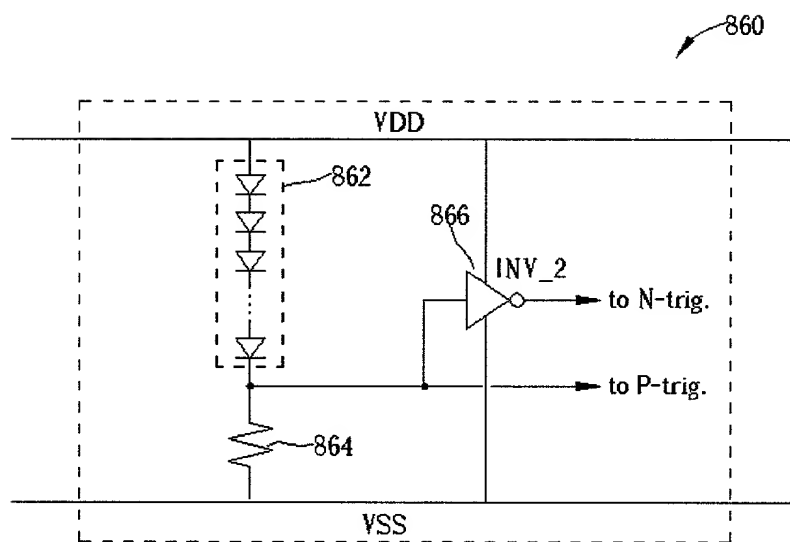 860
VDD
862
866
INV_2
to N-trig.
to P-trig.
864
VSS